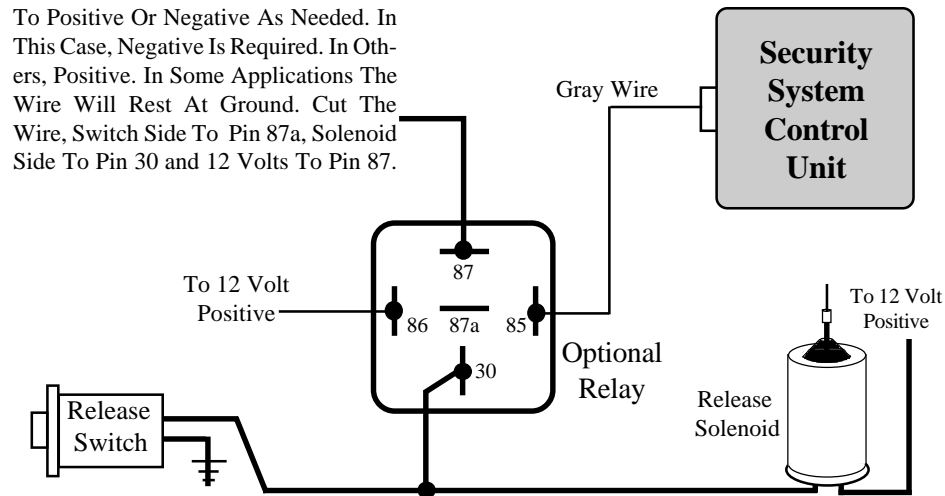 To Positive Or Negative As Needed. In
This Case, Negative Is Required. In Oth-
ers, Positive. In Some Applications The
Wire Will Rest At Ground. Cut The
Wire, Switch Side To Pin 87a, Solenoid
Side To Pin 30 and 12 Volts To Pin 87.
Gray Wire
Security
System
Control
Unit
87
To 12 Volt
Positive
86
87a
85
30
Optional
Relay
To 12 Volt
Positive
Release
Switch
Release
Solenoid